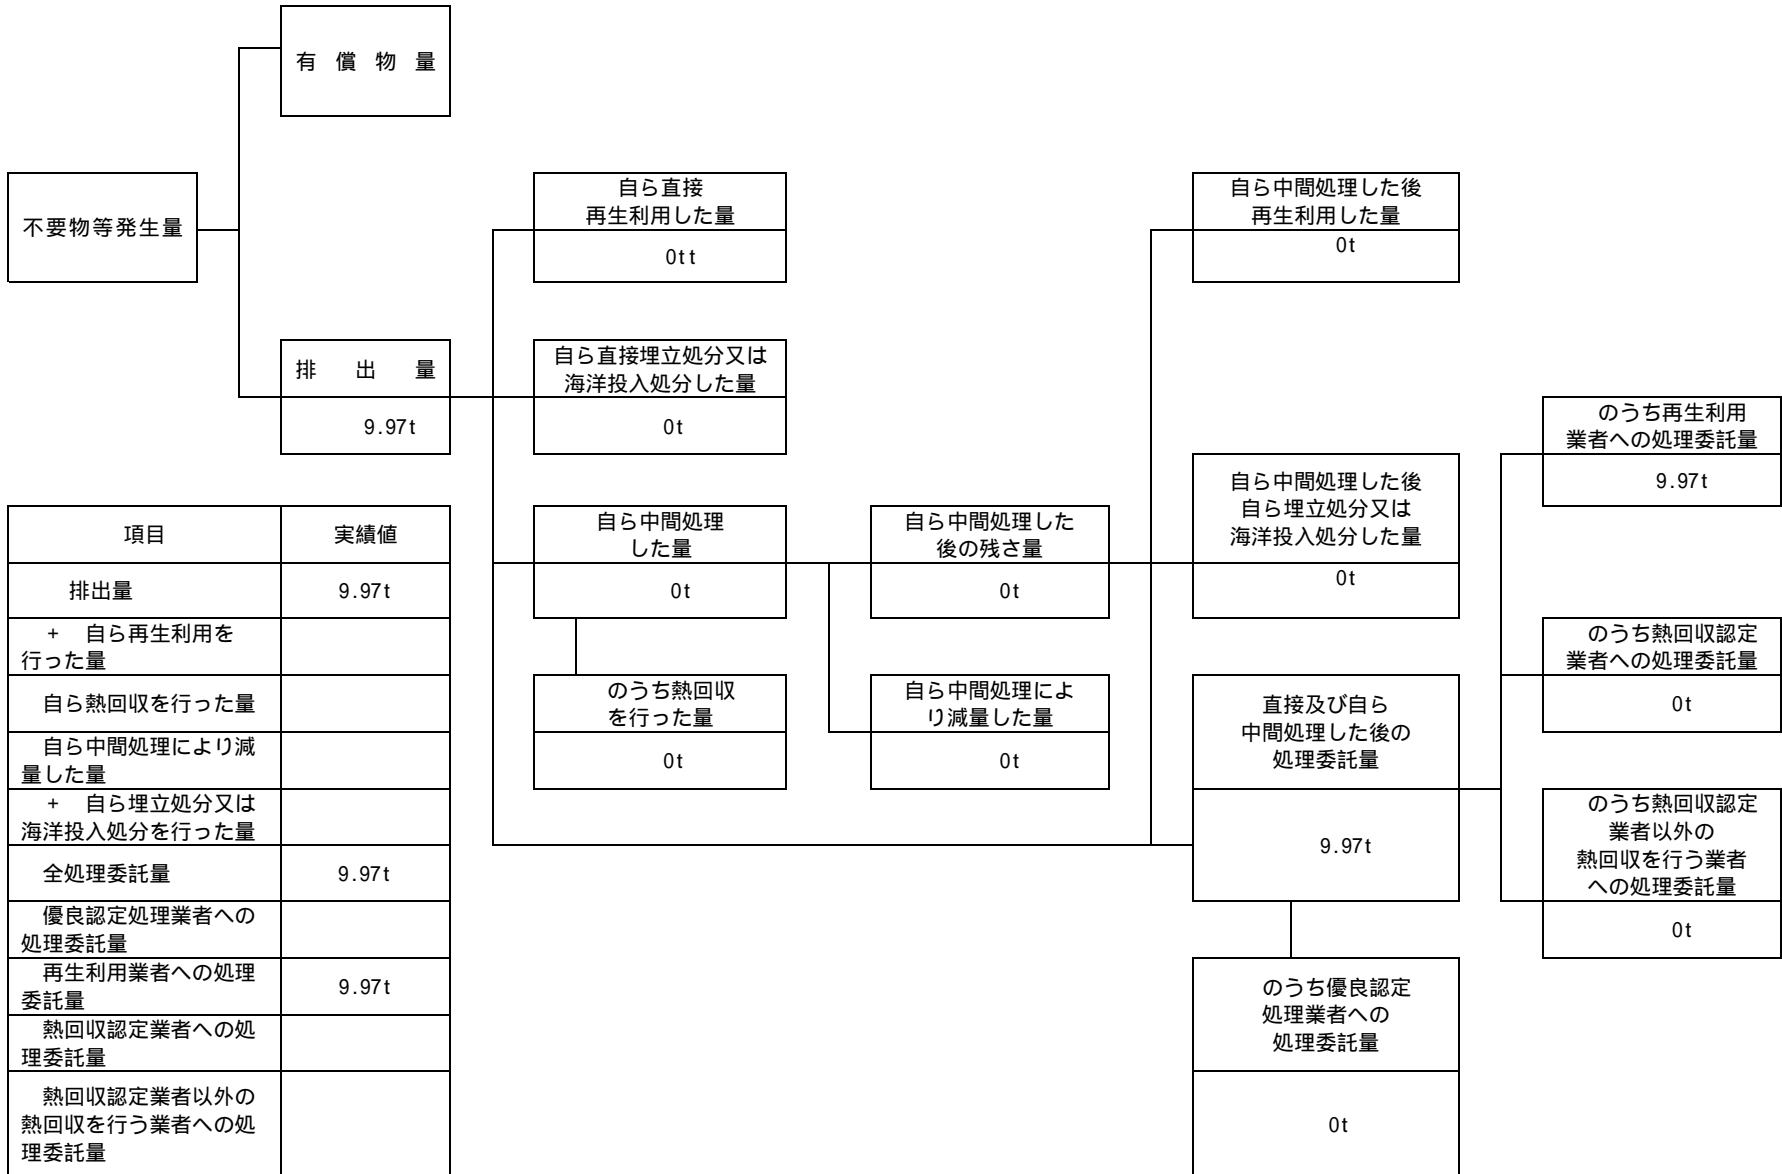 有償物量
不要物等発生量
自ら直接
再生利用した量
0tt
自ら中間処理した後
再生利用した量
0t
排出量
9.97t
自ら直接埋立処分又は
海洋投入処分した量
0t
のうち再生利用
業者への処理委託量
9.97t
自ら中間処理
した量
0t
自ら中間処理した
後の残さ量
0t
自ら中間処理した後
自ら埋立処分又は
海洋投入処分した量
0t
のうち熱回収認定
業者への処理委託量
0t
のうち熱回収
を行った量
0t
自ら中間処理によ
り減量した量
0t
直接及び自ら
中間処理した後の
処理委託量
9.97t
のうち熱回収認定
業者以外の
熱回収を行う業者
への処理委託量
0t
のうち優良認定
処理業者への
処理委託量
0t
項目 実績値
排出量 9.97t
+ 自ら再生利用を
行った量
自ら熱回収を行った量
自ら中間処理により減
量した量
+ 自ら埋立処分又は
海洋投入処分を行った量
全処理委託量 9.97t
優良認定処理業者への
処理委託量
再生利用業者への処理
委託量 9.97t
熱回収認定業者への処
理委託量
熱回収認定業者以外の
熱回収を行う業者への処
理委託量